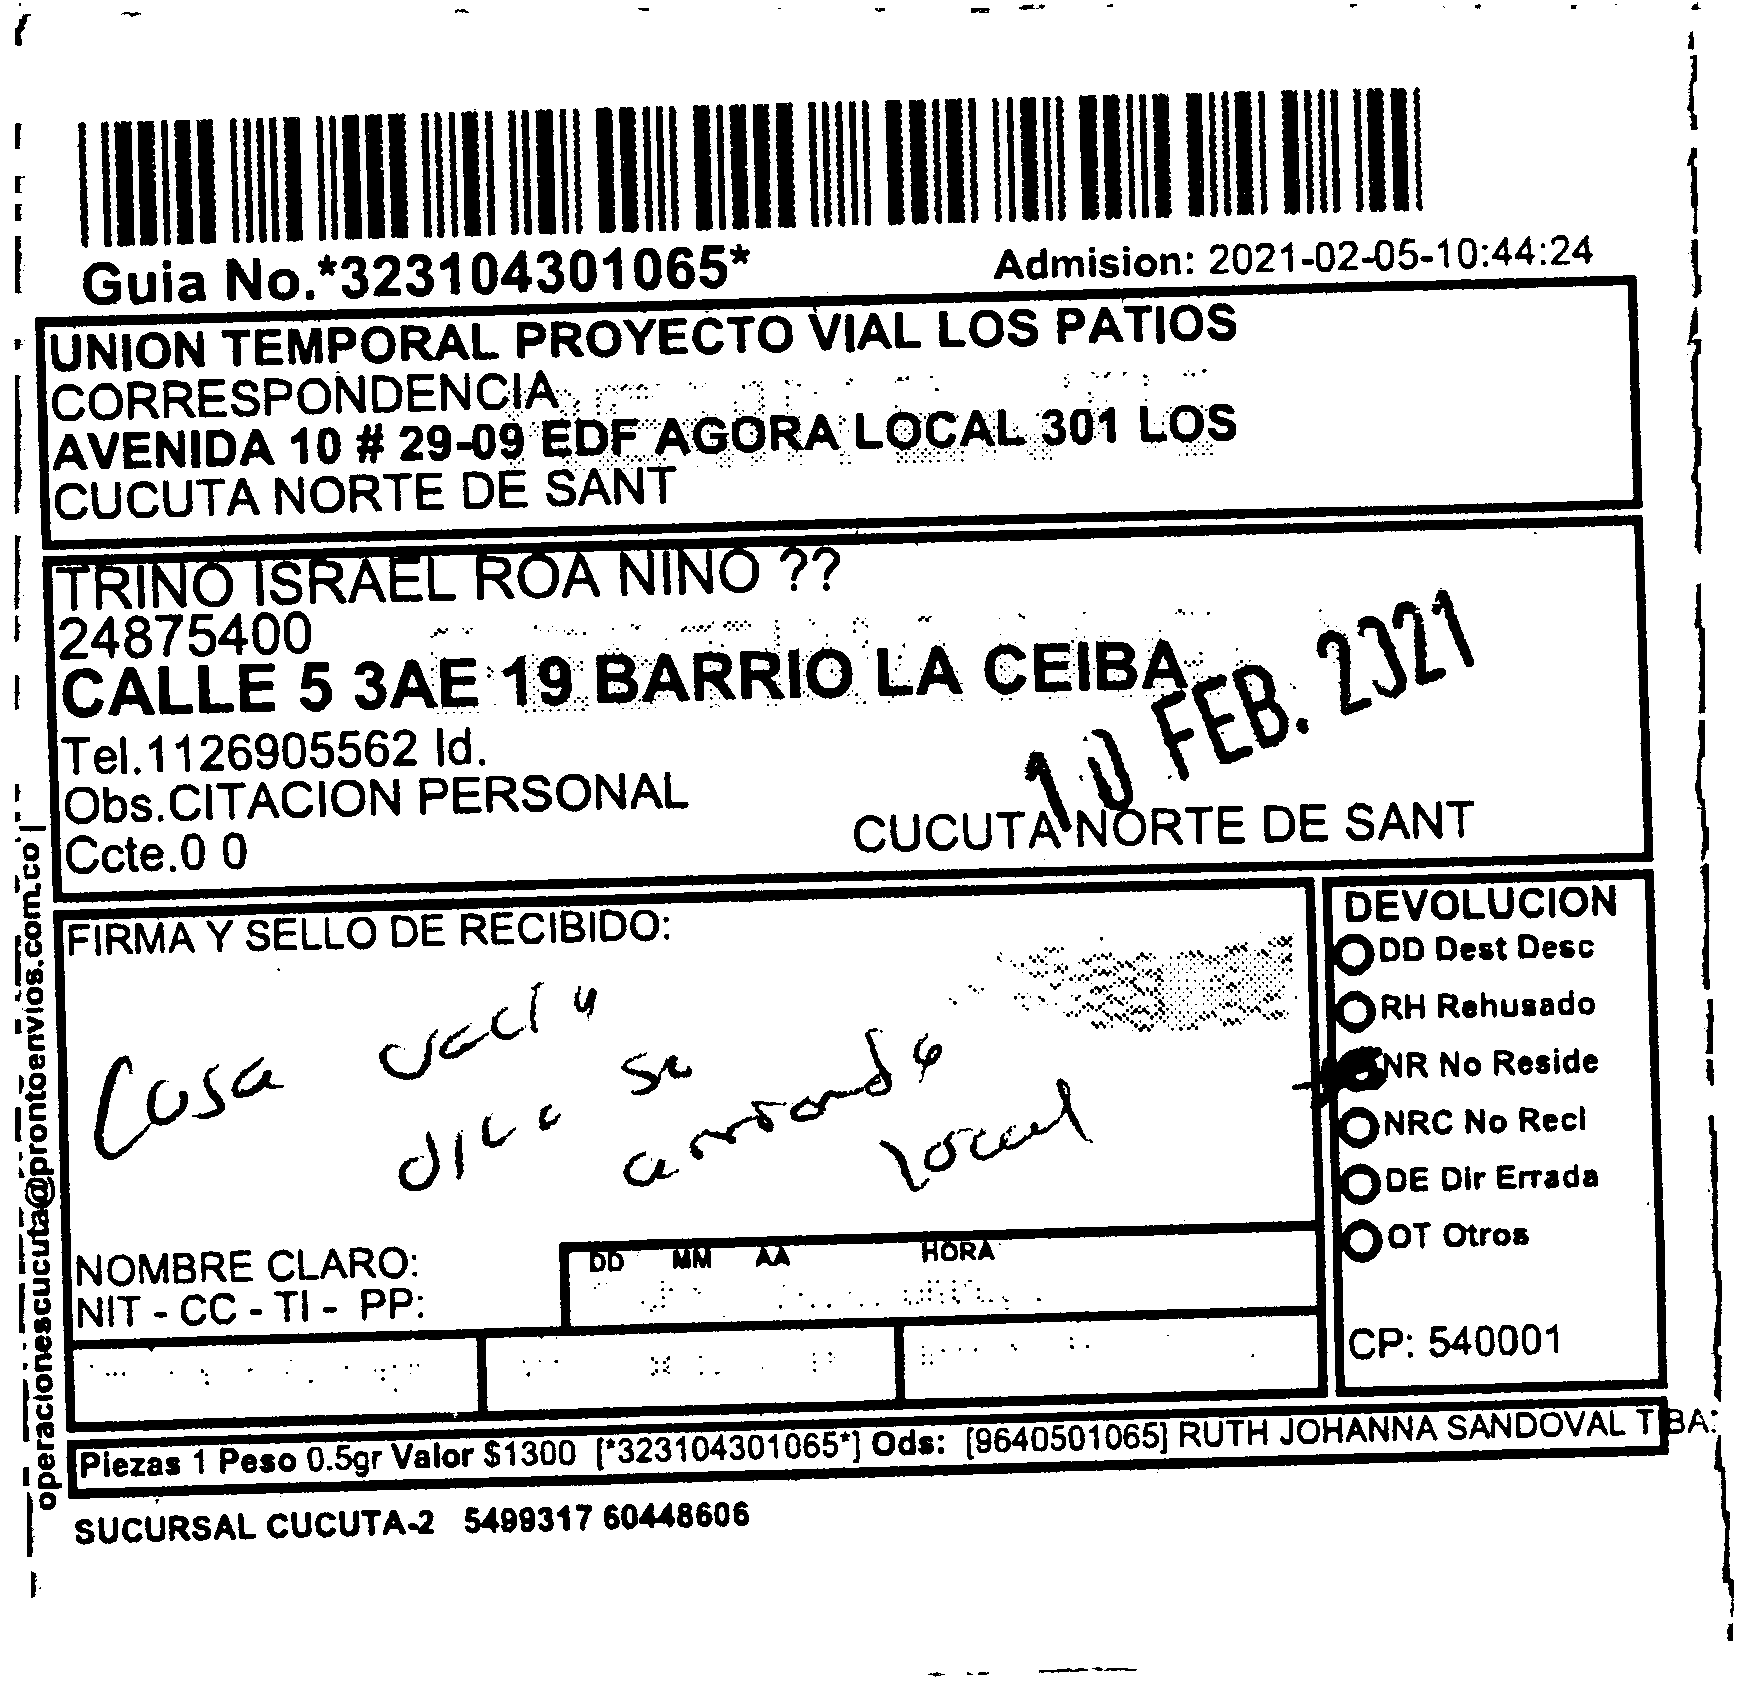 Guia No.*323104301065*
Admision: 2021-02-05-10:44:24
UNION TEMPORAL PROYECTO VIAL LOS PATIOS
CORRESPONDENCIA
AVENIDA 10 # 29-09 EDF AGORA LOCAL 301 LOS
CUCUTA NORTE DE SANT
TRINO ISRAEL ROA NINO ??
24875400
CALLE 5 3AE 19 BARRIO LA CEIBA
10 FEB. 2021
Tel.1126905562 Id.
Obs.CITACION PERSONAL
Ccte.0 0
CUCUTA NORTE DE SANT
FIRMA Y SELLO DE RECIBIDO:
Casa
dice se
local
DEVOLUCION
DD Dest Desc
RH Rehusado
NR No Reside
NRC No Recl
DE Dir Errada
OT Otros
NOMBRE CLARO:
NIT - CC - TI - PP:
DD MM AA HORA
CP: 540001
Piezas 1 Peso 0.5gr Valor $1300 [*323104301065*] Ods: [9640501065] RUTH JOHANNA SANDOVAL TIBA:
SUCURSAL CUCUTA-2 5499317 60448606
operacionescucuta@prontoenvios.com.co |